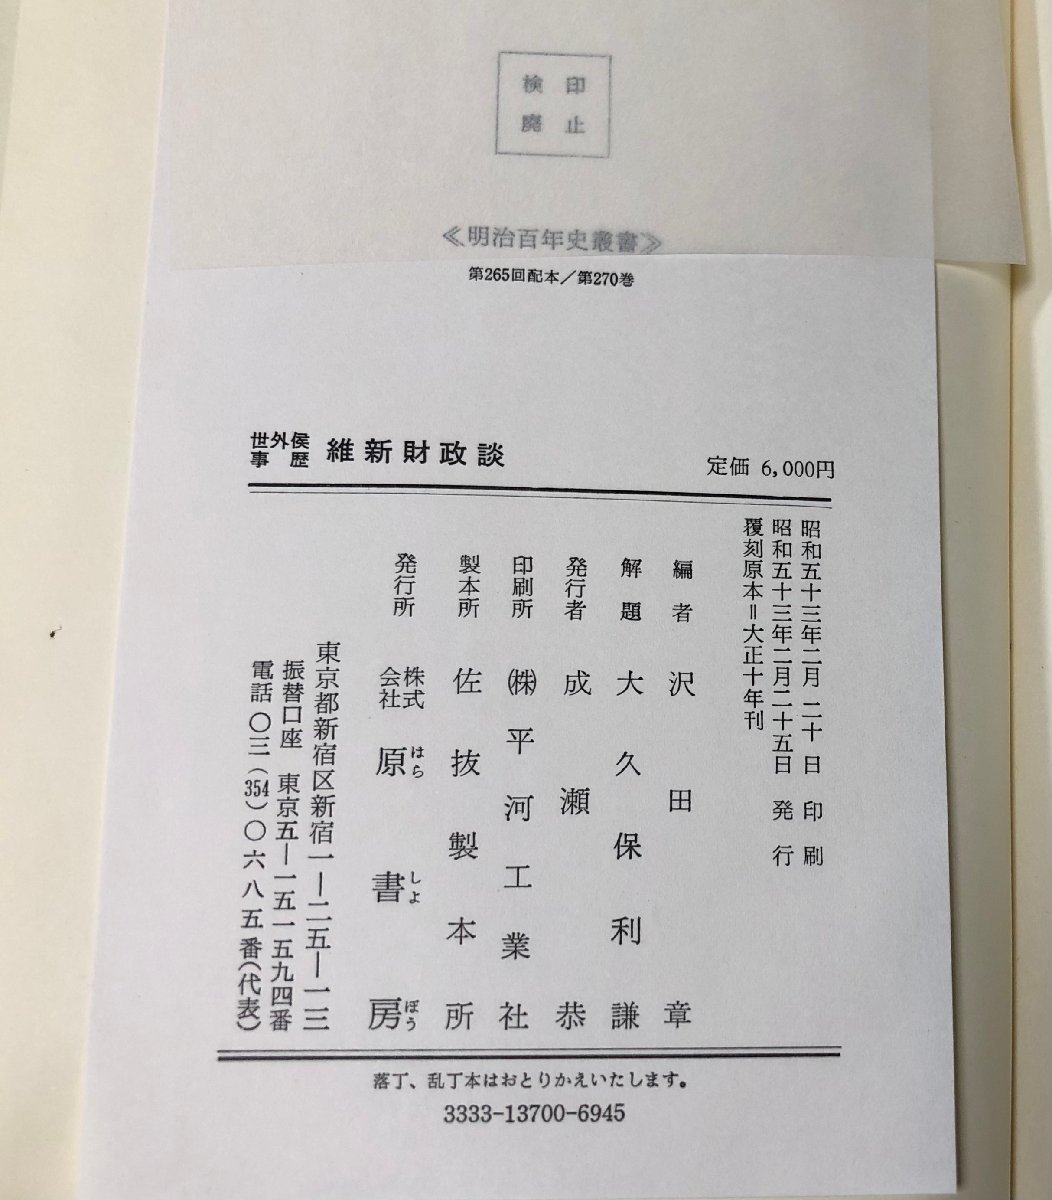 検印
廃止
≪明治百年史叢書≫
第265回配本／第270巻
世外侯
事歴
維新財政談
定価 6,000円
昭和五十三年二月 二十日 印刷
昭和五十三年二月二十五日 発行
覆刻原本＝大正十年刊
編者 沢田章
解題 大久保利謙
発行者 成瀬恭
印刷所 ㈱平河工業社
製本所 佐抜製本所
発行所 株式会社 原書房
はら しょ ぼう
東京都新宿区新宿一―二五―一三
振替口座 東京五―一五一五九四番
電話〇三(354)〇六八五番(代表)
落丁、乱丁本はおとりかえいたします。
3333-13700-6945